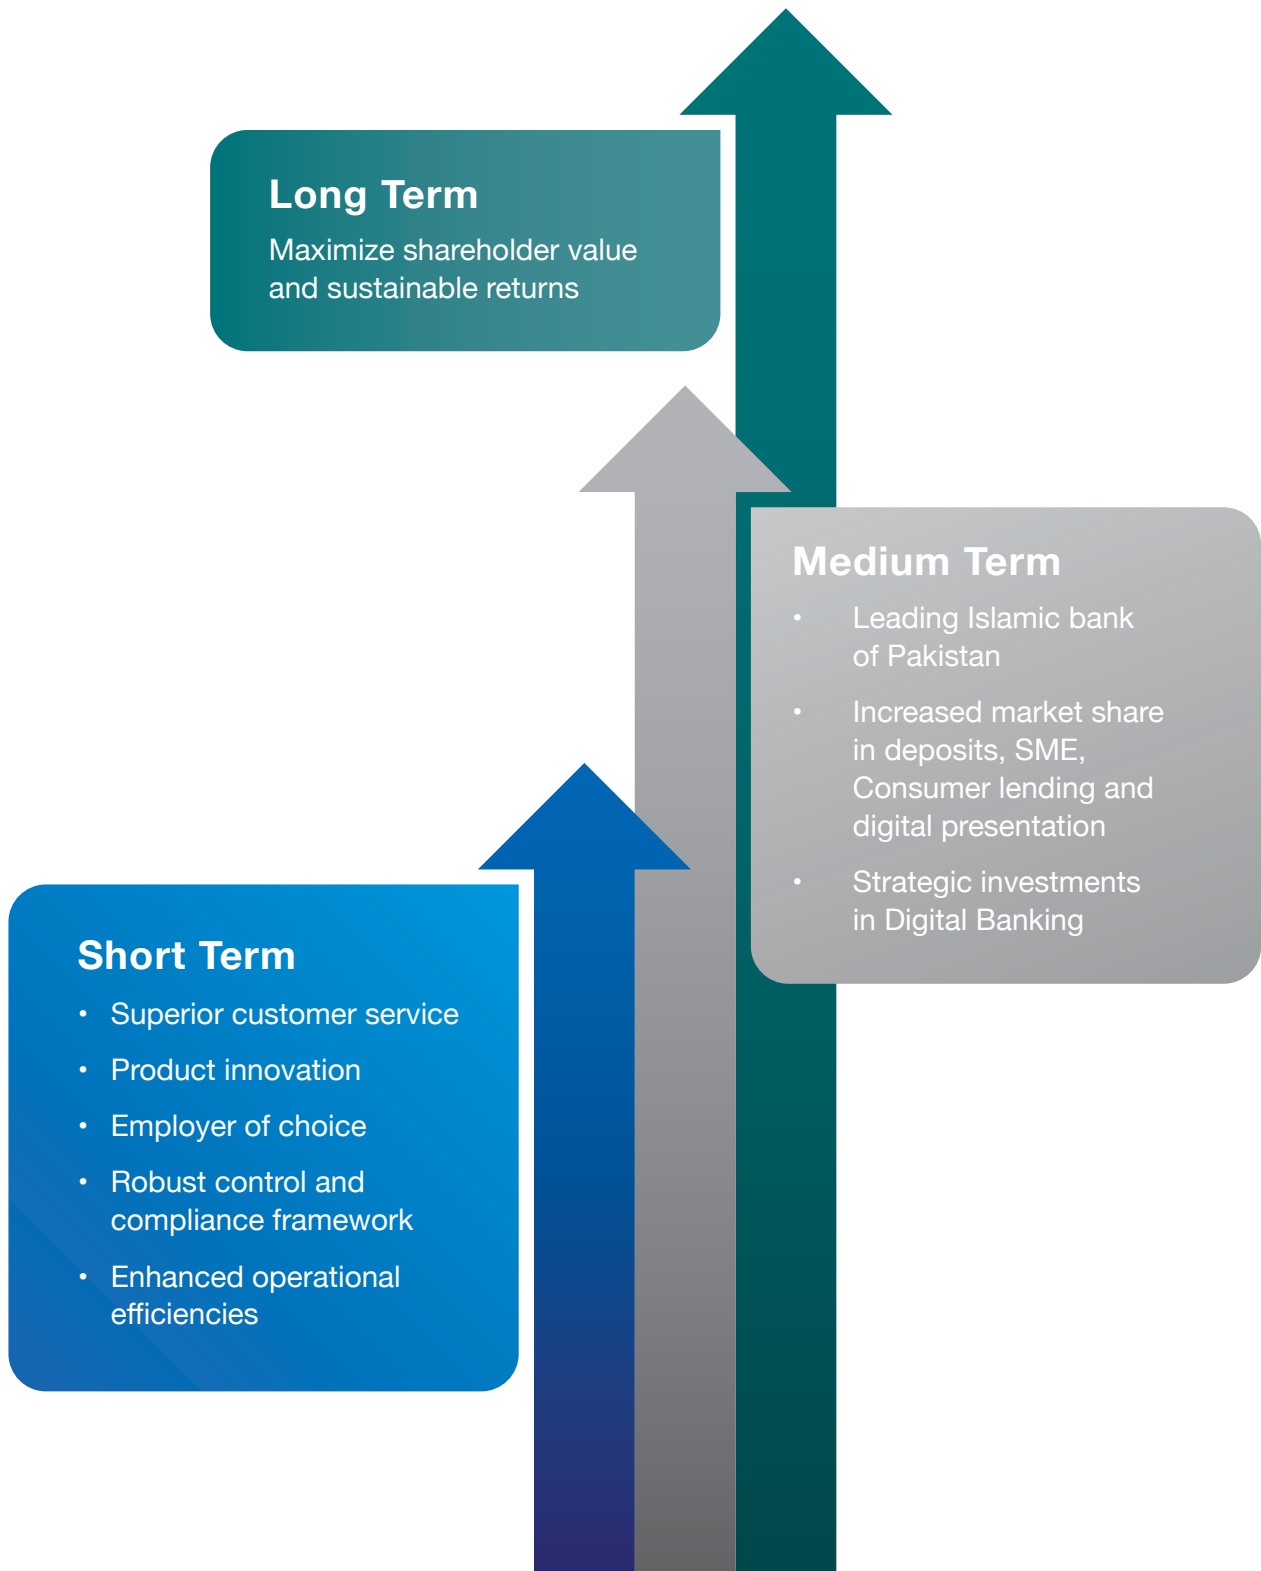 Long Term
Maximize shareholder value
and sustainable returns
Medium Term
• Leading Islamic bank
of Pakistan
• Increased market share
in deposits, SME,
Consumer lending and
digital presentation
• Strategic investments
in Digital Banking
Short Term
• Superior customer service
• Product innovation
• Employer of choice
• Robust control and
compliance framework
• Enhanced operational
efficiencies